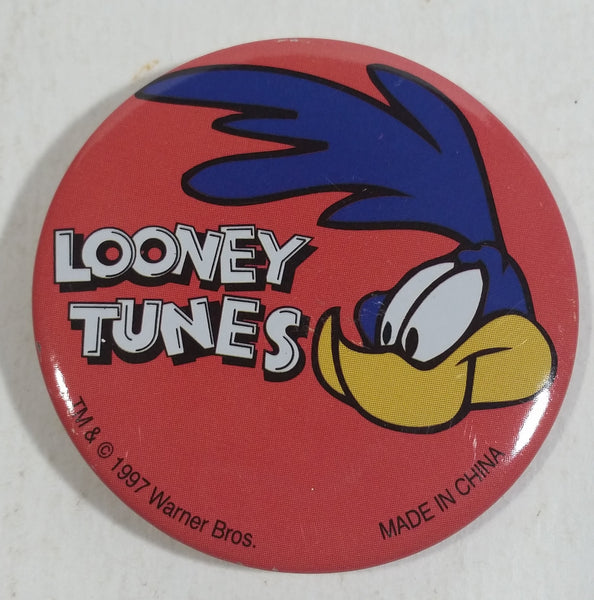 LOONEY
TUNES
TM & © 1997 Warner Bros.
MADE IN CHINA